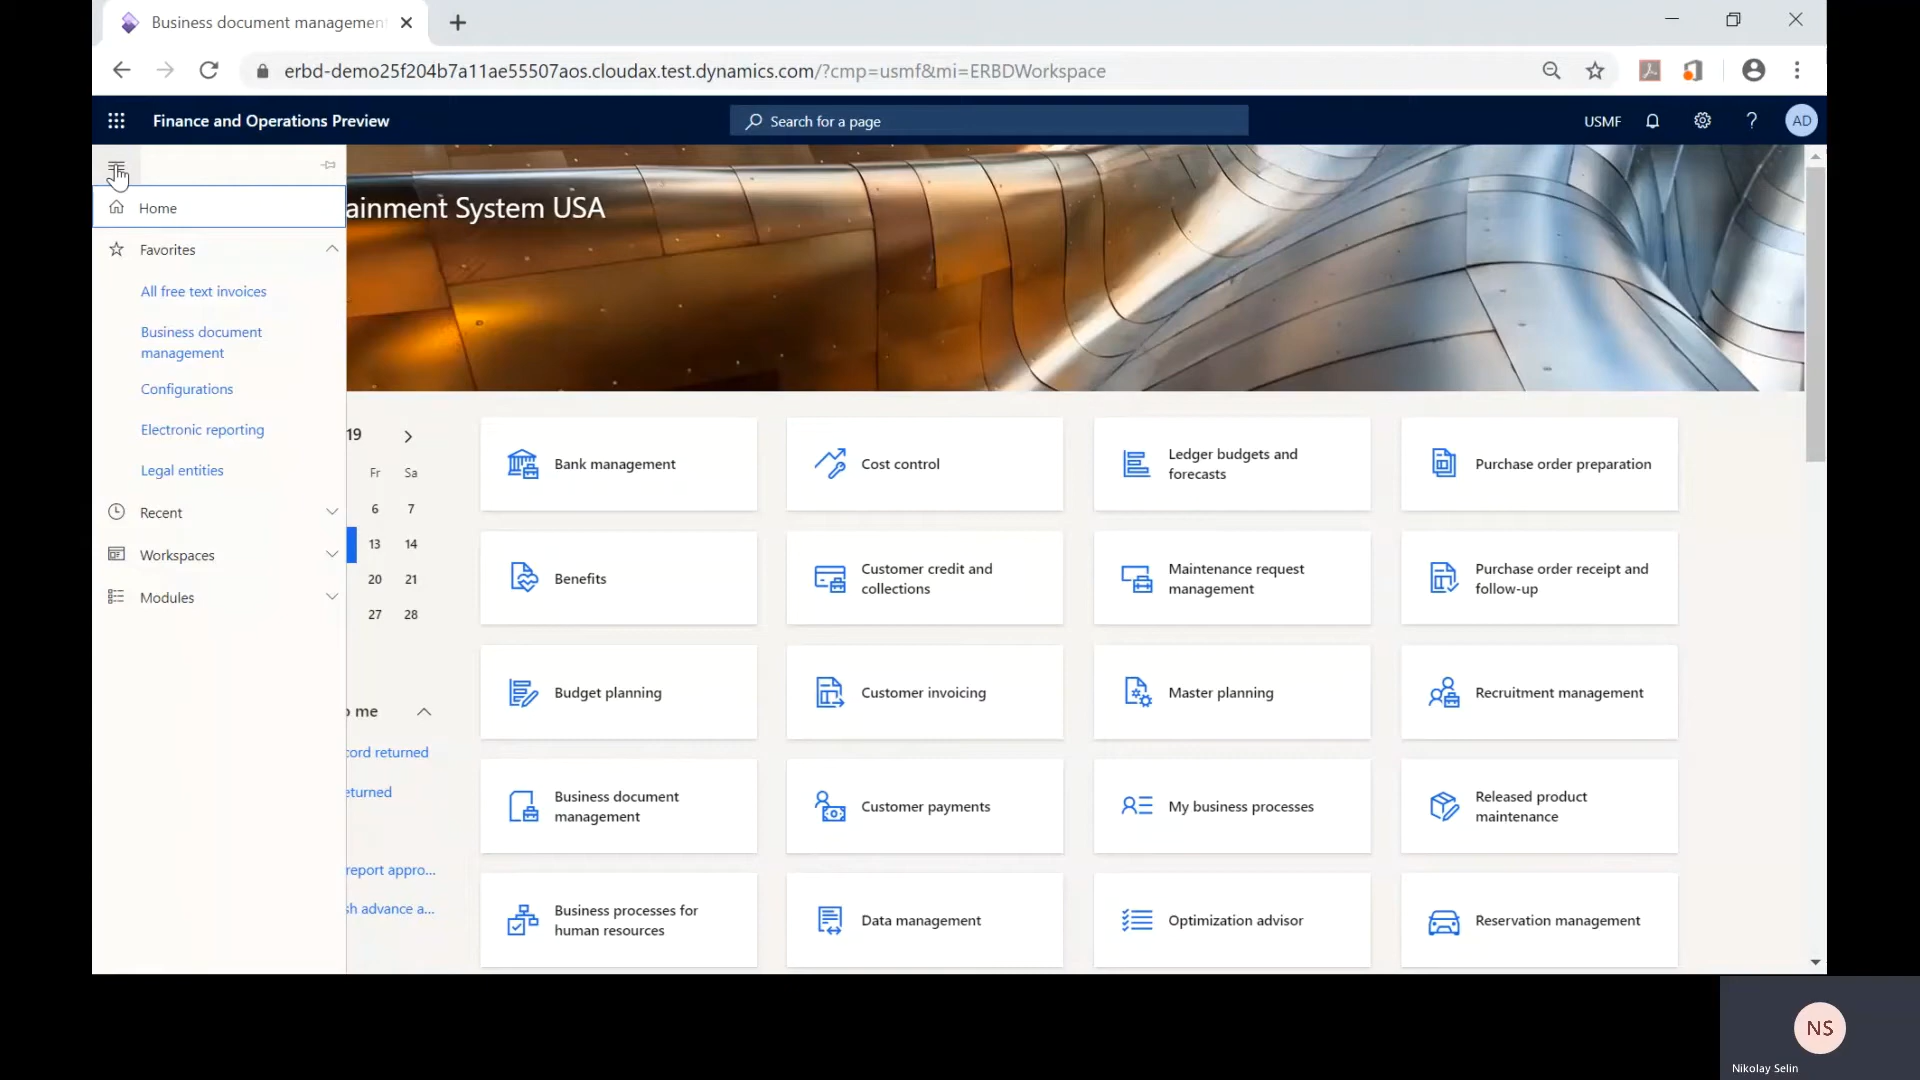 Business document management
erbd-demo25f204b7a11ae55507aos.cloudax.test.dynamics.com/?cmp=usmf&mi=ERBDWorkspace
Finance and Operations Preview
Search for a page
USMF
?
AD
Home
ainment System USA
Favorites
All free text invoices
Business document
management
Configurations
Electronic reporting
Legal entities
Recent
Workspaces
Modules
19
Fr Sa
6 7
13 14
20 21
27 28
o me
cord returned
eturned
report appro...
sh advance a...
Bank management
Cost control
Ledger budgets and
forecasts
Purchase order preparation
Benefits
Customer credit and
collections
Maintenance request
management
Purchase order receipt and
follow-up
Budget planning
Customer invoicing
Master planning
Recruitment management
Business document
management
Customer payments
My business processes
Released product
maintenance
Business processes for
human resources
Data management
Optimization advisor
Reservation management
NS
Nikolay Selin